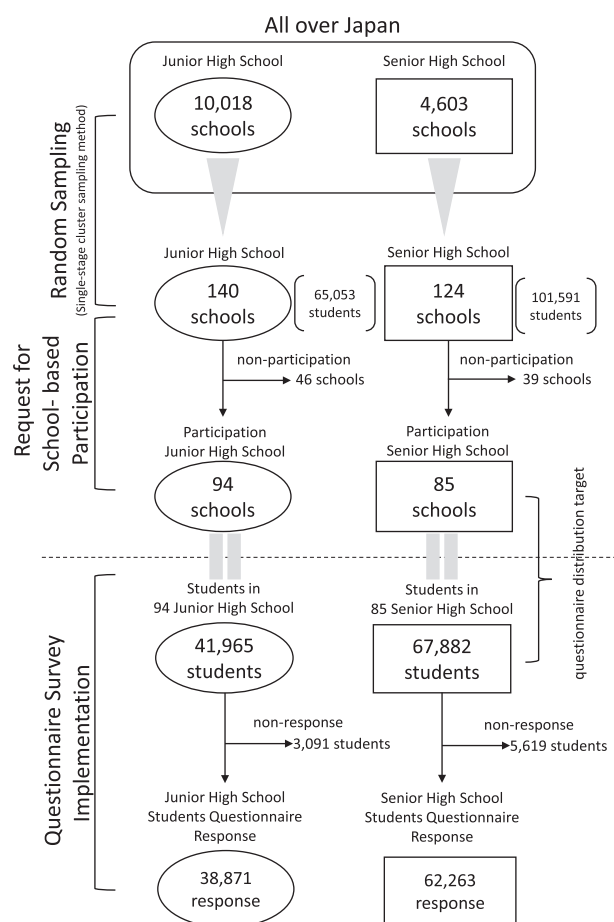 All over Japan
Junior High School
Senior High School
10,018
schools
4,603
schools
Random Sampling
(Single-stage cluster sampling method)
Junior High School
Senior High School
140
schools
65,053
students
124
schools
101,591
students
Request for
School- based
Participation
non-participation
46 schools
non-participation
39 schools
Participation
Junior High School
Participation
Senior High School
94
schools
85
schools
questionnaire distribution target
Students in
94 Junior High School
Students in
85 Senior High School
41,965
students
67,882
students
Questionnaire Survey
Implementation
non-response
3,091 students
non-response
5,619 students
Junior High School
Students Questionnaire
Response
Senior High School
Students Questionnaire
Response
38,871
response
62,263
response